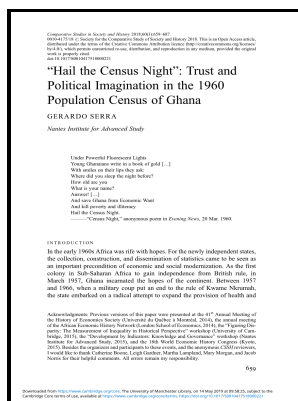 Comparative Studies in Society and History 2018;60(3):659–687.
0010-4175/18 © Society for the Comparative Study of Society and History 2018. This is an Open Access article,
distributed under the terms of the Creative Commons Attribution licence (http://creativecommons.org/licenses/
by/4.0/), which permits unrestricted re-use, distribution, and reproduction in any medium, provided the original
work is properly cited.
doi:10.1017/S0010417518000221
“Hail the Census Night”: Trust and
Political Imagination in the 1960
Population Census of Ghana
GERARDO SERRA
Nantes Institute for Advanced Study
Under Powerful Fluorescent Lights
Young Ghanaians write in a book of gold [...]
With smiles on their lips they ask:
Where did you sleep the night before?
How old are you
What is your name?
Answer! [...]
And save Ghana from Economic Want
And kill poverty and illiteracy
Hail the Census Night.
———“Census Night,” anonymous poem in Evening News, 20 Mar. 1960.
INTRODUCTION
In the early 1960s Africa was rife with hopes. For the newly independent states,
the collection, construction, and dissemination of statistics came to be seen as
an important precondition of economic and social modernization. As the first
colony in Sub-Saharan Africa to gain independence from British rule, in
March 1957, Ghana incarnated the hopes of the continent. Between 1957
and 1966, when a military coup put an end to the rule of Kwame Nkrumah,
the state embarked on a radical attempt to expand the provision of health and
Acknowledgments: Previous versions of this paper were presented at the 41st Annual Meeting of
the History of Economics Society (Université du Québec à Montréal, 2014), the annual meeting
of the African Economic History Network (London School of Economics, 2014), the “Figuring Dis-
parity: The Measurement of Inequality in Historical Perspective” workshop (University of Cam-
bridge, 2015), the “Development by Indicators. Knowledge and Governance” workshop (Nantes
Institute for Advanced Study, 2015), and the 18th World Economic History Congress (Kyoto,
2015). Besides the organizers and participants to these events, and the anonymous CSSH reviewers,
I would like to thank Catherine Boone, Leigh Gardner, Martha Lampland, Mary Morgan, and Jacob
Norris for their helpful comments. All errors remain my responsibility.
659
Downloaded from https://www.cambridge.org/core. The University of Manchester Library, on 14 May 2019 at 09:58:25, subject to the
Cambridge Core terms of use, available at https://www.cambridge.org/core/terms. https://doi.org/10.1017/S0010417518000221